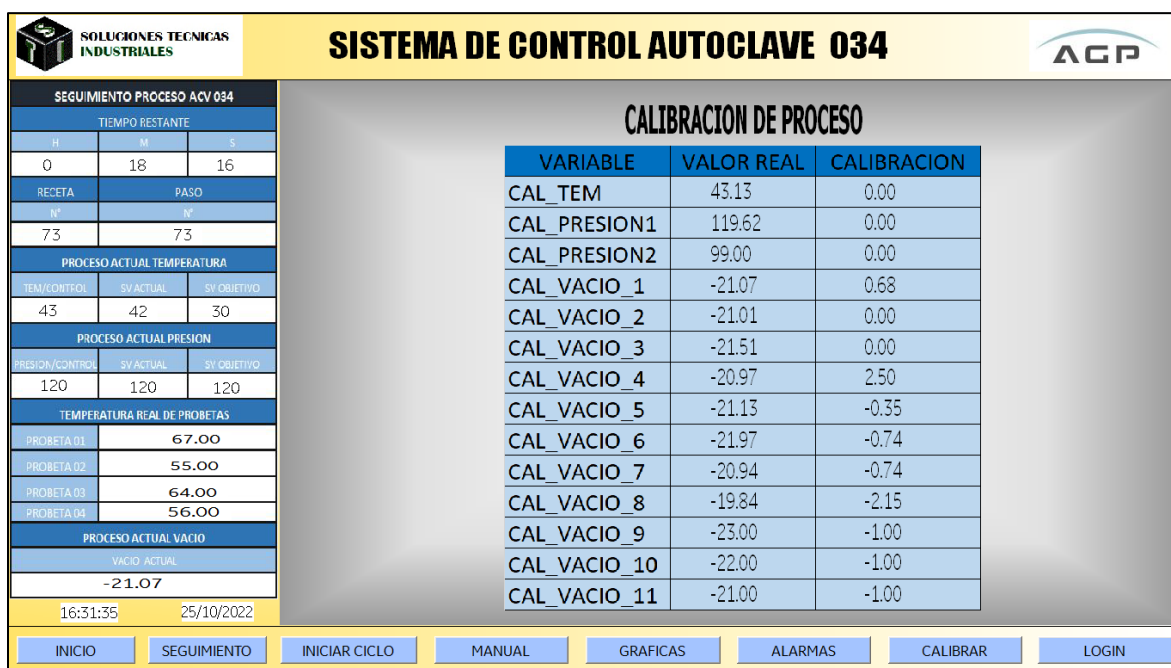 SOLUCIONES TECNICAS
INDUSTRIALES
SISTEMA DE CONTROL AUTOCLAVE 034
AGP
SEGUIMIENTO PROCESO ACV 034
TIEMPO RESTANTE
H M S
0 18 16
RECETA PASO
N° N°
73 73
PROCESO ACTUAL TEMPERATURA
TEM/CONTROL SV ACTUAL SV OBJETIVO
43 42 30
PROCESO ACTUAL PRESION
PRESION/CONTROL SV ACTUAL SV OBJETIVO
120 120 120
TEMPERATURA REAL DE PROBETAS
PROBETA 01 67.00
PROBETA 02 55.00
PROBETA 03 64.00
PROBETA 04 56.00
PROCESO ACTUAL VACIO
VACIO ACTUAL
-21.07
16:31:35 25/10/2022
CALIBRACION DE PROCESO
VARIABLE VALOR REAL CALIBRACION
CAL_TEM 43.13 0.00
CAL_PRESION1 119.62 0.00
CAL_PRESION2 99.00 0.00
CAL_VACIO_1 -21.07 0.68
CAL_VACIO_2 -21.01 0.00
CAL_VACIO_3 -21.51 0.00
CAL_VACIO_4 -20.97 2.50
CAL_VACIO_5 -21.13 -0.35
CAL_VACIO_6 -21.97 -0.74
CAL_VACIO_7 -20.94 -0.74
CAL_VACIO_8 -19.84 -2.15
CAL_VACIO_9 -23.00 -1.00
CAL_VACIO_10 -22.00 -1.00
CAL_VACIO_11 -21.00 -1.00
INICIO SEGUIMIENTO INICIAR CICLO MANUAL GRAFICAS ALARMAS CALIBRAR LOGIN